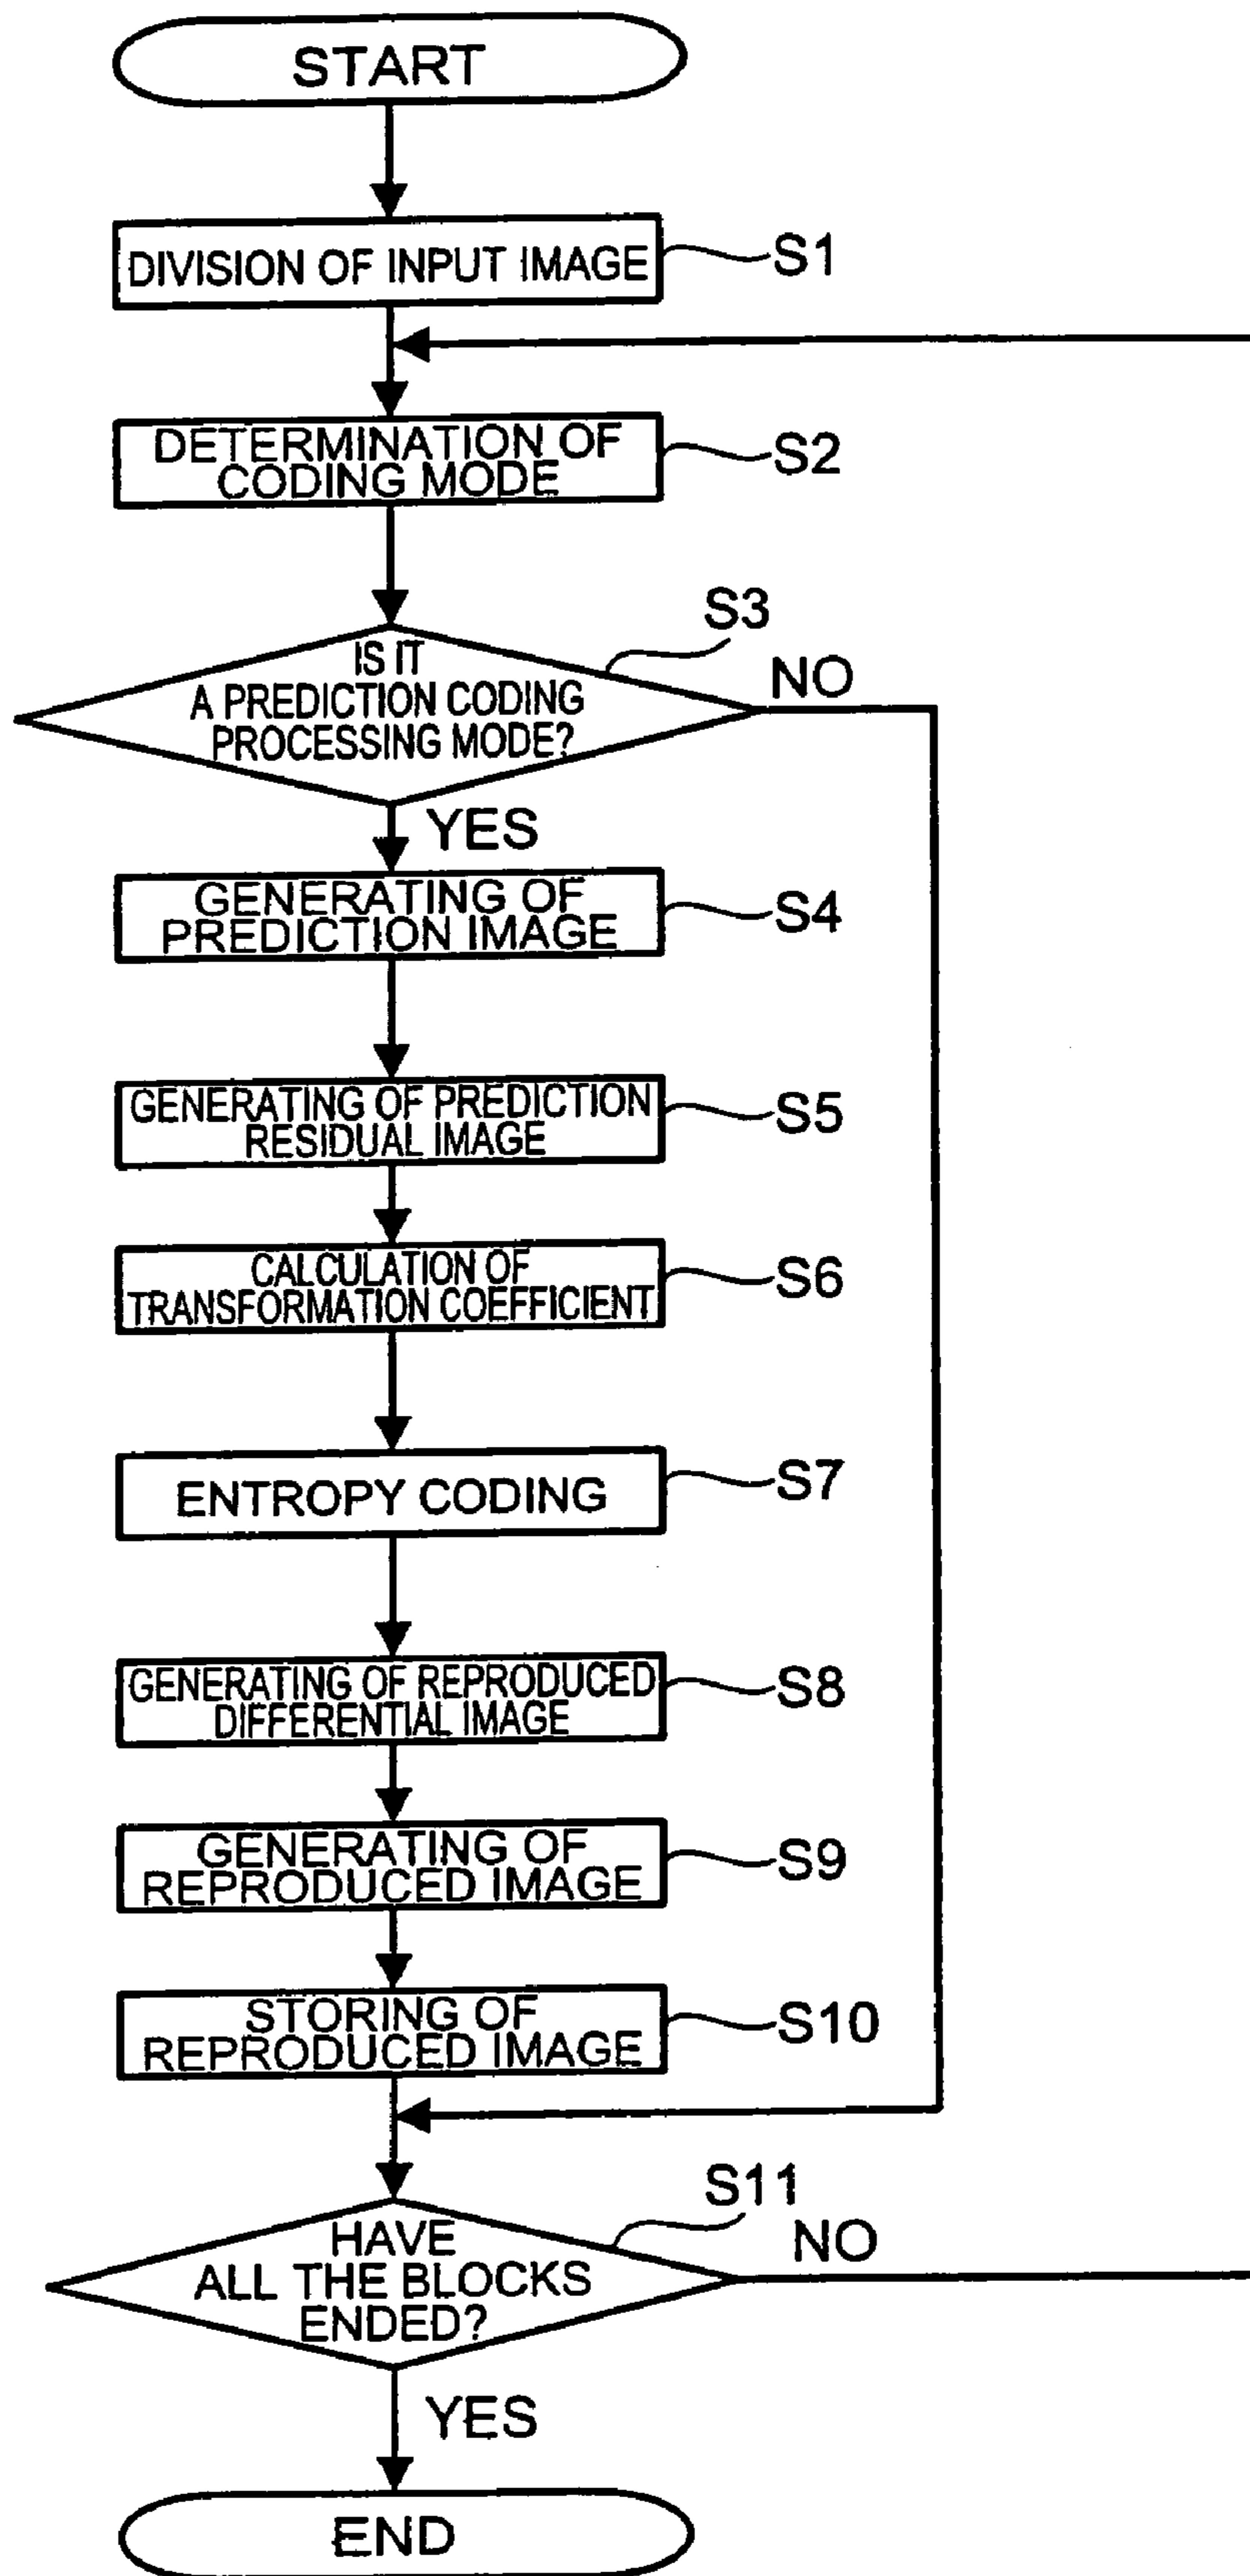 START
DIVISION OF INPUT IMAGE
S1
DETERMINATION OF
CODING MODE
S2
S3
IS IT
A PREDICTION CODING
PROCESSING MODE?
NO
YES
GENERATING OF
PREDICTION IMAGE
S4
GENERATING OF PREDICTION
RESIDUAL IMAGE
S5
CALCULATION OF
TRANSFORMATION COEFFICIENT
S6
ENTROPY CODING
S7
GENERATING OF REPRODUCED
DIFFERENTIAL IMAGE
S8
GENERATING OF
REPRODUCED IMAGE
S9
STORING OF
REPRODUCED IMAGE
S10
S11
HAVE
ALL THE BLOCKS
ENDED?
NO
YES
END